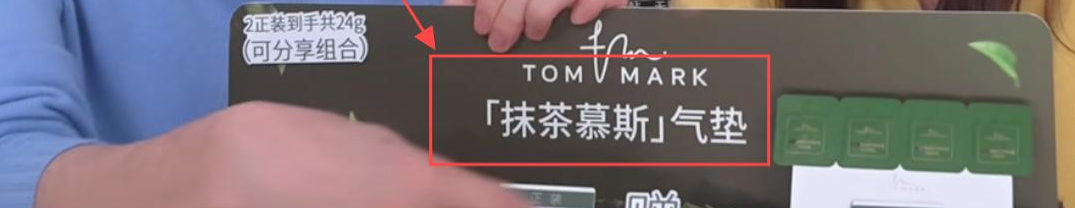 2正装到手共24g
(可分享组合)
TOM MARK
「抹茶慕斯」气垫
赠